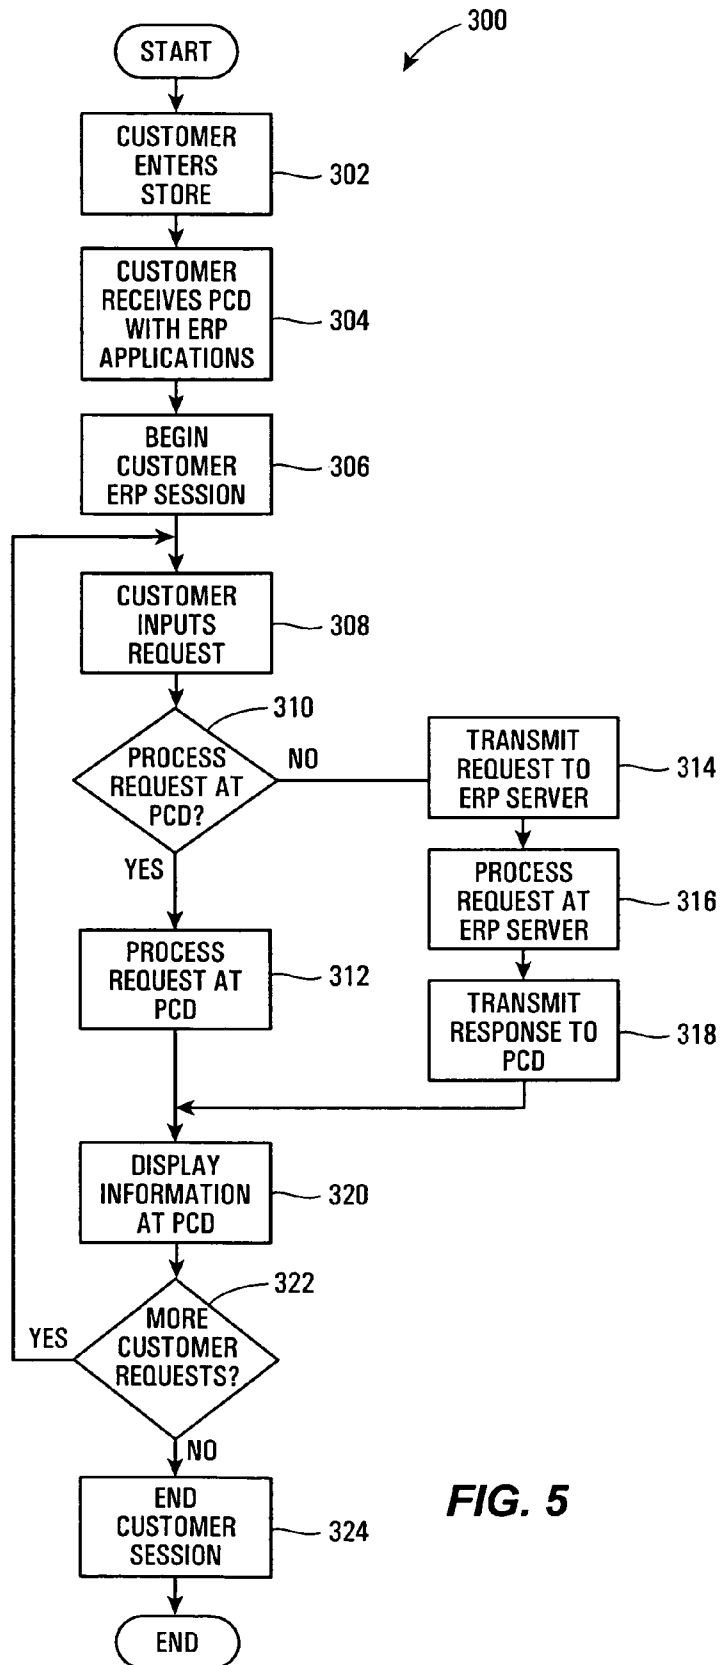 300
START
CUSTOMER
ENTERS
STORE
302
CUSTOMER
RECEIVES PCD
WITH ERP
APPLICATIONS
304
BEGIN
CUSTOMER
ERP SESSION
306
CUSTOMER
INPUTS
REQUEST
308
310
PROCESS
REQUEST AT
PCD?
NO
YES
TRANSMIT
REQUEST TO
ERP SERVER
314
PROCESS
REQUEST AT
ERP SERVER
316
PROCESS
REQUEST AT
PCD
312
TRANSMIT
RESPONSE TO
PCD
318
DISPLAY
INFORMATION
AT PCD
320
322
MORE
CUSTOMER
REQUESTS?
YES
NO
END
CUSTOMER
SESSION
324
END
FIG. 5